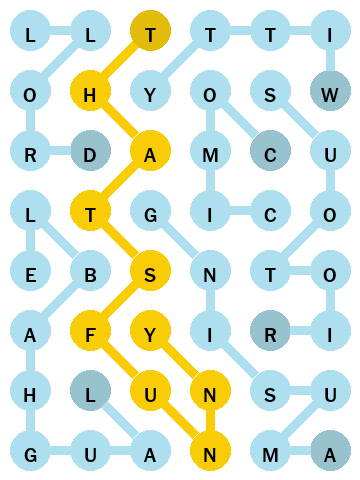 L L T T T I
O H Y O S W
R D A M C U
L T G I C O
E B S N T O
A F Y I R I
H L U N S U
G U A N M A